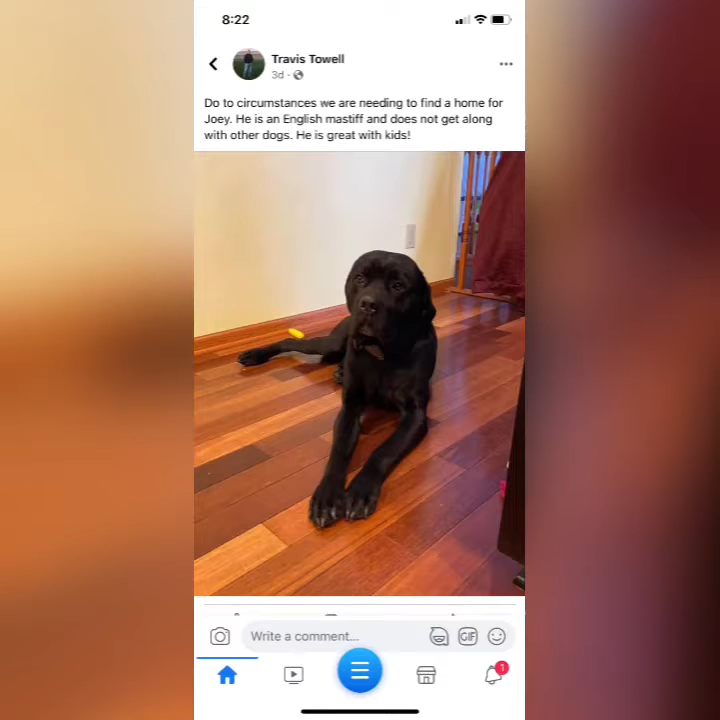 8:22
Travis Towell
3d ·
Do to circumstances we are needing to find a home for
Joey. He is an English mastiff and does not get along
with other dogs. He is great with kids!
Write a comment...
GIF
1